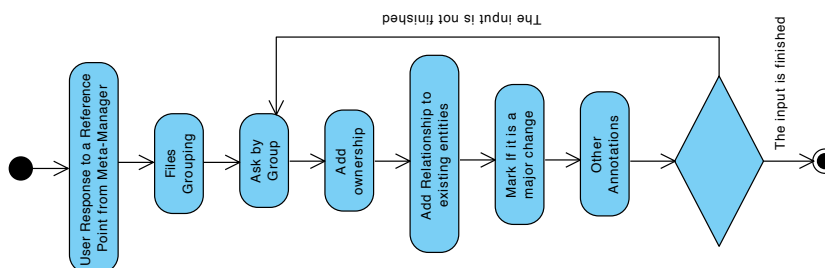 The input is not finished
User Response to a Reference
Point from Meta-Manager
Files
Grouping
Ask by
Group
Add
ownership
Add Relationship to
existing entities
Mark If it is a
major change
Other
Annotations
The input is finished